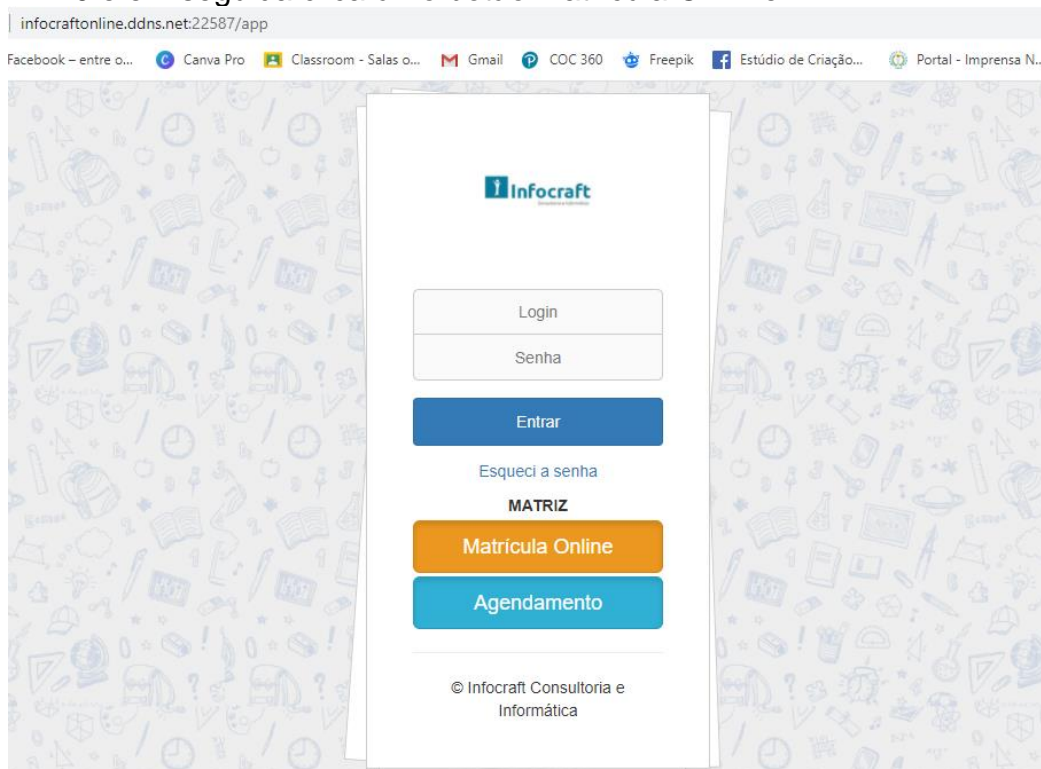 infocraftonline.ddns.net:22587/app
Facebook – entre o... Canva Pro Classroom - Salas o... Gmail COC 360 Freepik Estúdio de Criação... Portal - Imprensa N...
Infocraft
Login
Senha
Entrar
Esqueci a senha
MATRIZ
Matrícula Online
Agendamento
© Infocraft Consultoria e
Informática